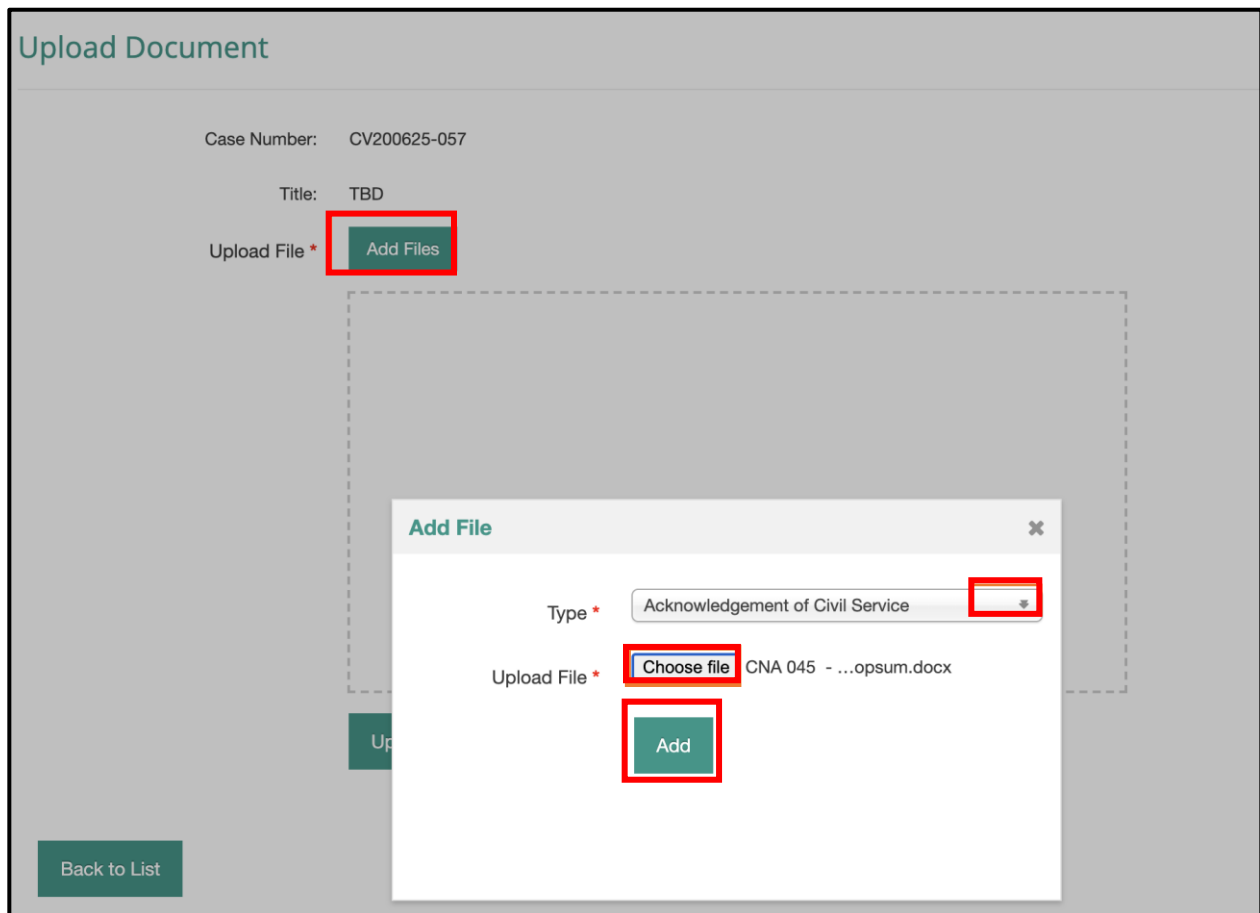 Upload Document
Case Number: CV200625-057
Title: TBD
Upload File * Add Files
Add File ✖
Type * Acknowledgement of Civil Service
Upload File * Choose file CNA 045 - ...opsum.docx
Add
Up
Back to List